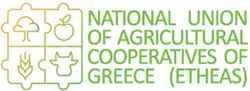 NATIONAL UNION
OF AGRICULTURAL
COOPERATIVES OF
GREECE (ETHEAS)